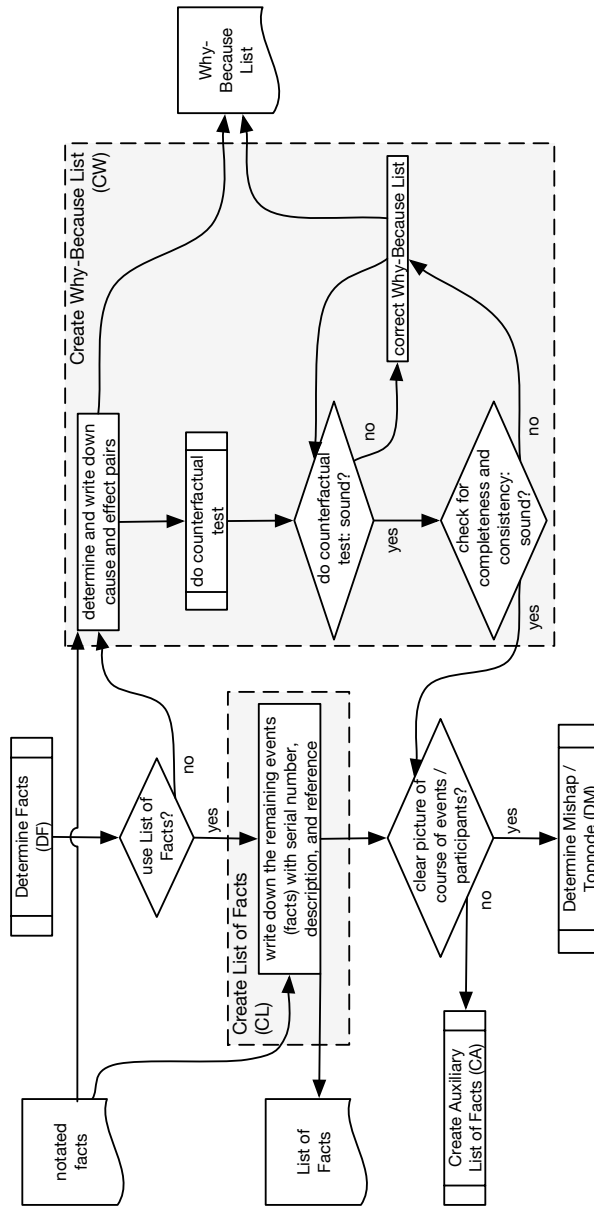 notated
facts
Determine Facts
(DF)
use List of
Facts?
no
yes
Create List of Facts
(CL)
write down the remaining events
(facts) with serial number,
description, and reference
List of
Facts
clear picture of
course of events /
participants?
no
yes
Create Auxiliary
List of Facts (CA)
Determine Mishap /
Topnode (DM)
Create Why-Because List
(CW)
determine and write down
cause and effect pairs
do counterfactual
test
do counterfactual
test: sound?
no
yes
correct Why-Because List
check for
completeness and
consistency:
sound?
yes
no
Why-
Because
List